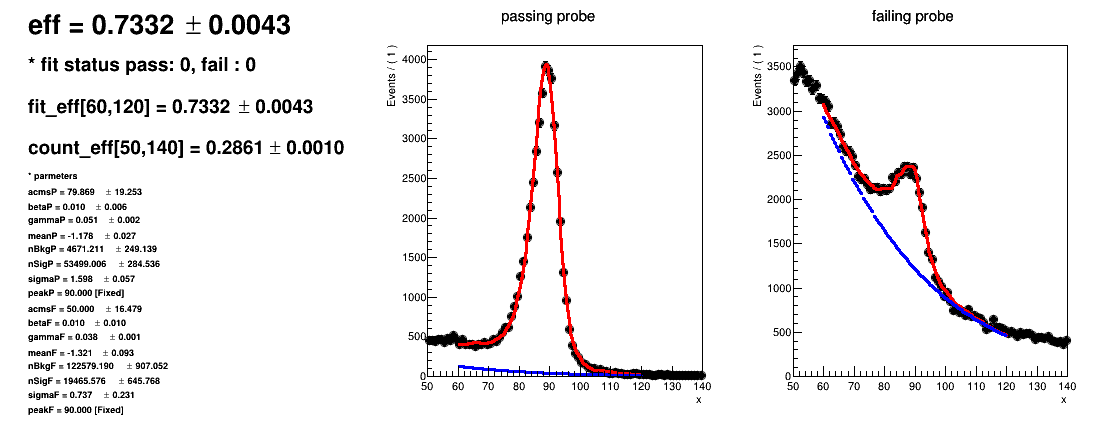 eff = 0.7332 ± 0.0043
* fit status pass: 0, fail : 0
fit_eff[60,120] = 0.7332 ± 0.0043
count_eff[50,140] = 0.2861 ± 0.0010
* parmeters
acmsP = 79.869 ± 19.253
betaP = 0.010 ± 0.006
gammaP = 0.051 ± 0.002
meanP = -1.178 ± 0.027
nBkgP = 4671.211 ± 249.139
nSigP = 53499.006 ± 284.536
sigmaP = 1.598 ± 0.057
peakP = 90.000 [Fixed]
acmsF = 50.000 ± 16.479
betaF = 0.010 ± 0.010
gammaF = 0.038 ± 0.001
meanF = -1.321 ± 0.093
nBkgF = 122579.190 ± 907.052
nSigF = 19465.576 ± 645.768
sigmaF = 0.737 ± 0.231
peakF = 90.000 [Fixed]
passing probe
Events / ( 1 )
4000
3500
3000
2500
2000
1500
1000
500
0
50 60 70 80 90 100 110 120 130 140
x
failing probe
Events / ( 1 )
3500
3000
2500
2000
1500
1000
500
0
50 60 70 80 90 100 110 120 130 140
x